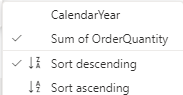 CalendarYear
Sum of OrderQuantity
Sort descending
Sort ascending